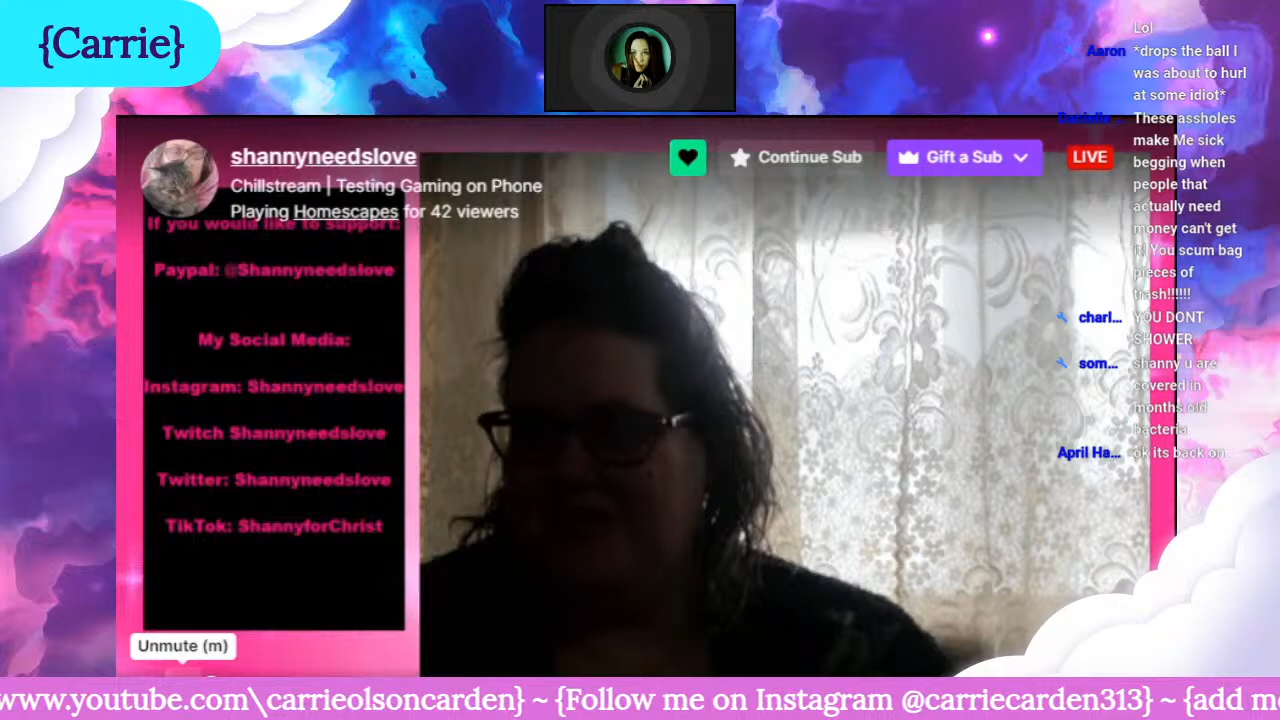 {Carrie}
shannyneedslove
Chillstream | Testing Gaming on Phone
Playing Homescapes for 42 viewers
Continue Sub
Gift a Sub
LIVE
If you would like to support:
Paypal: @Shannyneedslove
My Social Media:
Instagram: Shannyneedslove
Twitch Shannyneedslove
Twitter: Shannyneedslove
TikTok: ShannyforChrist
Unmute (m)
Lol
Aaron *drops the ball I
was about to hurl
at some idiot*
Danielle ... These assholes
make Me sick
begging when
people that
actually need
money can't get
it! You scum bag
pieces of
trash!!!!!!
charl... YOU DONT
SHOWER
som... shanny u are
covered in
months old
bacteria
April Ha... ok its back on
www.youtube.com\carrieolsoncarden} ~ {Follow me on Instagram @carriecarden313} ~ {add m